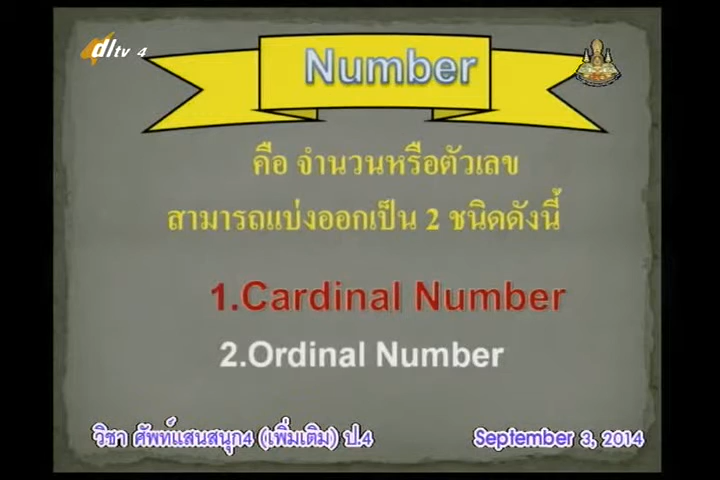 dltv 4
Number
คือ จำนวนหรือตัวเลข
สามารถแบ่งออกเป็น 2 ชนิดดังนี้
1.Cardinal Number
2.Ordinal Number
วิชา ศัพท์แสนสนุก4 (เพิ่มเติม) ป.4
September 3, 2014